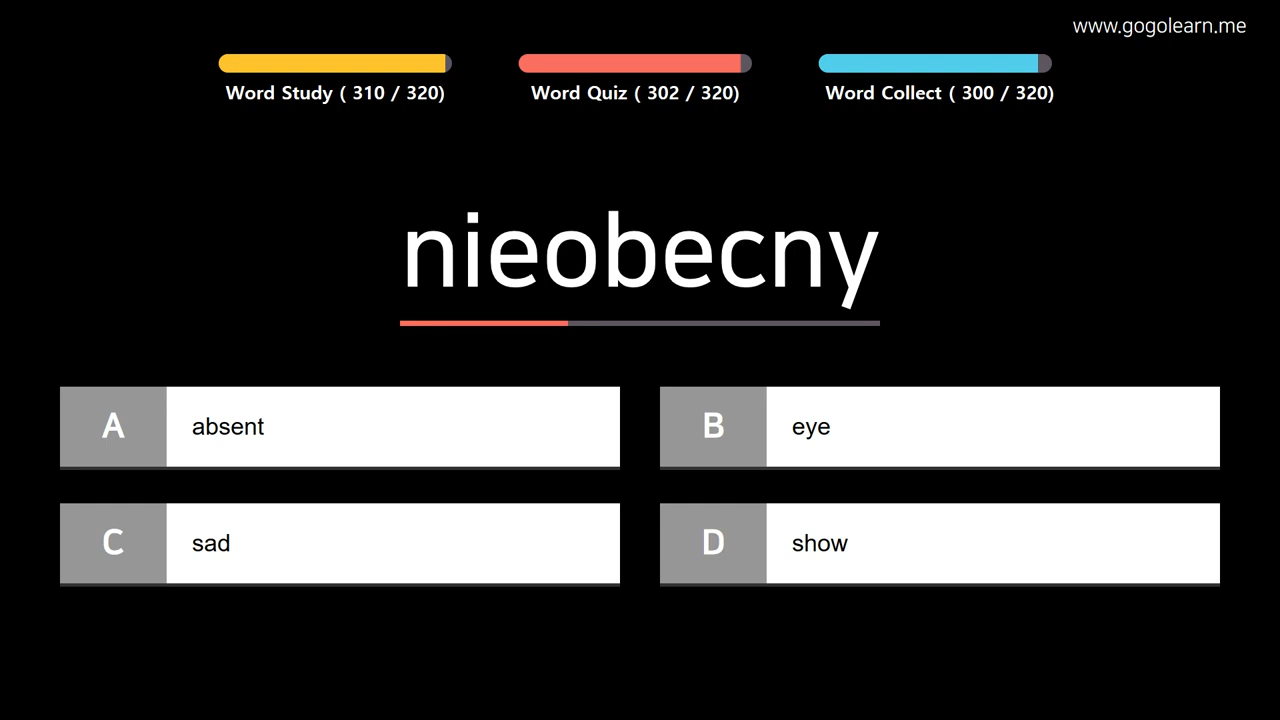 www.gogolearn.me
Word Study ( 310 / 320)
Word Quiz ( 302 / 320)
Word Collect ( 300 / 320)
nieobecny
A absent
B eye
C sad
D show